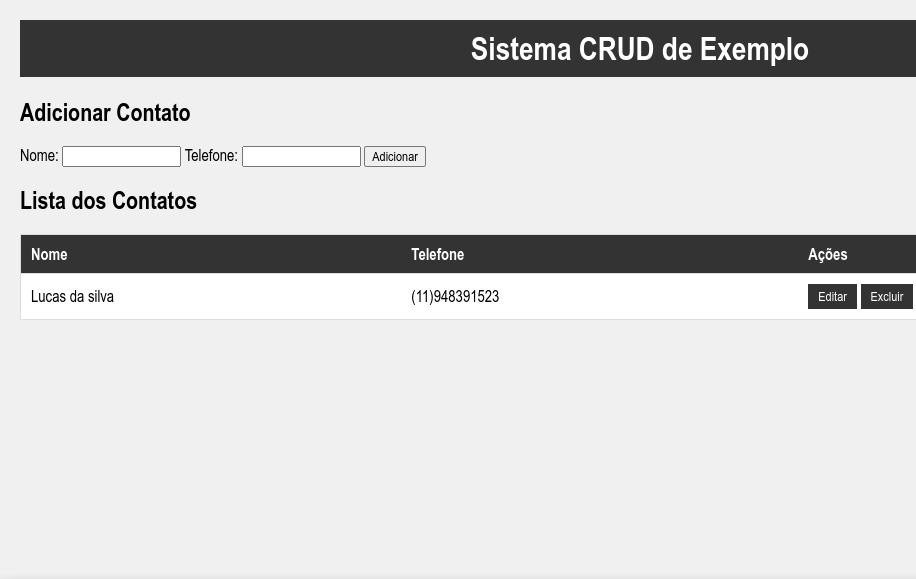 Sistema CRUD de Exemplo
Adicionar Contato
Nome: Telefone: Adicionar
Lista dos Contatos
Nome Telefone Ações
Lucas da silva (11)948391523 Editar Excluir